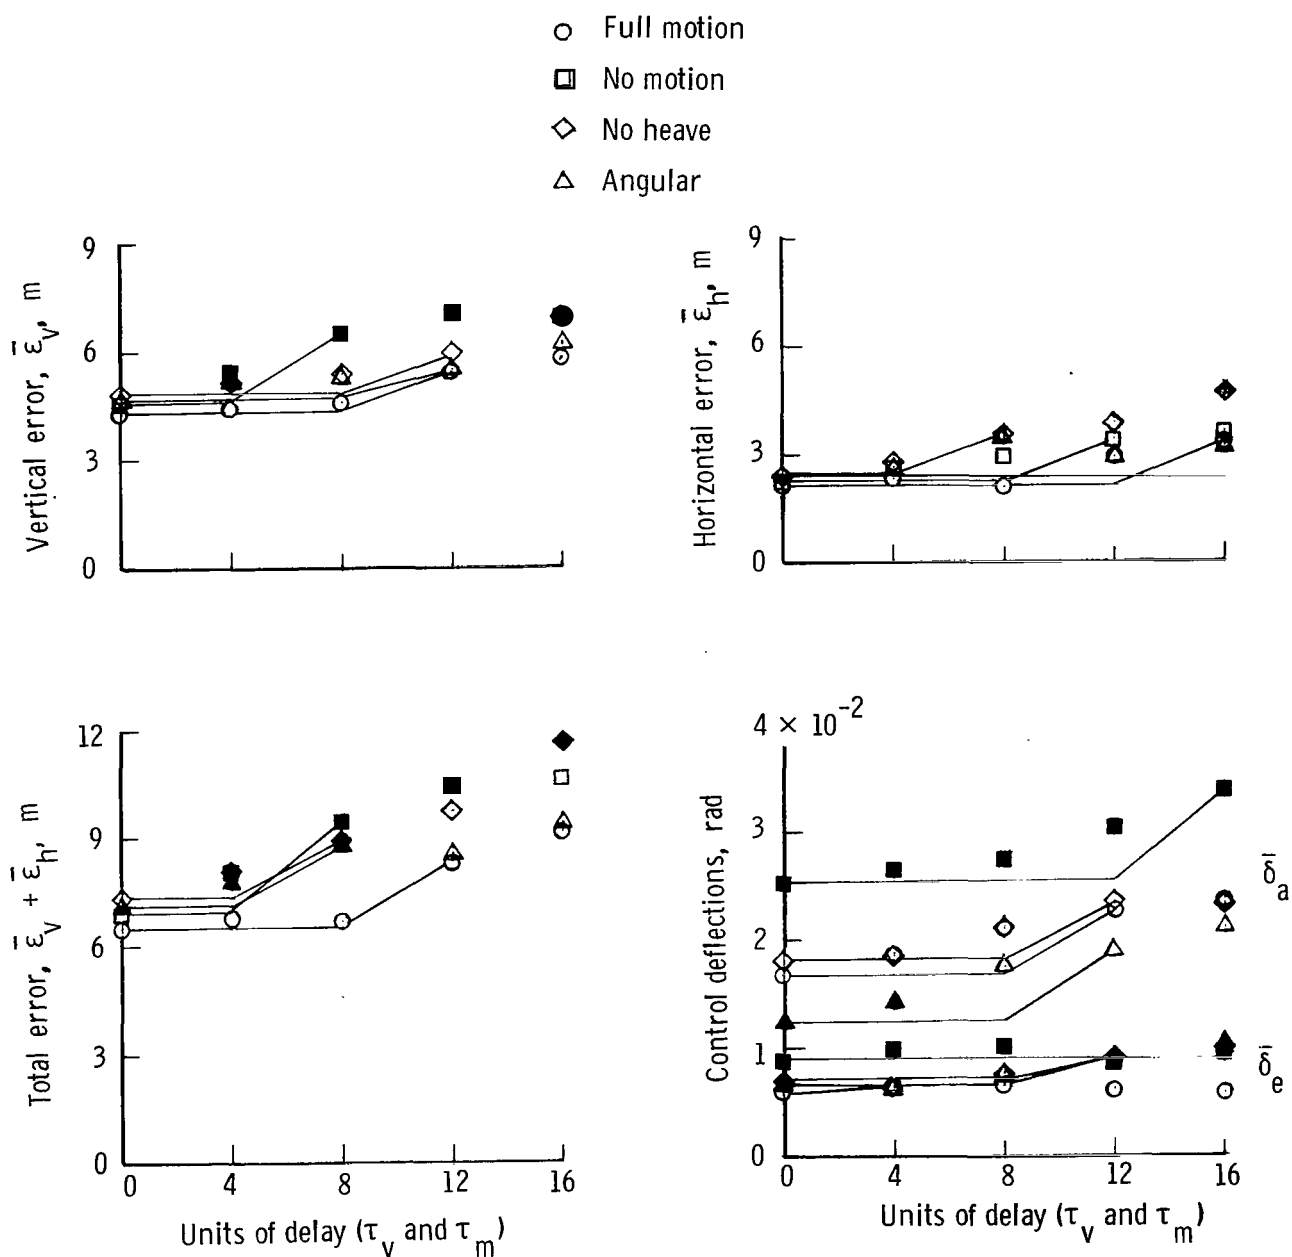 Full motion
No motion
No heave
Angular
9
6
3
0
Vertical error, ε̄v, m
9
6
3
0
Horizontal error, ε̄h, m
12
9
6
3
0
Total error, ε̄v + ε̄h, m
0 4 8 12 16
Units of delay (τv and τm)
4 × 10-2
3
2
1
0
Control deflections, rad
δ̄a
δ̄e
0 4 8 12 16
Units of delay (τv and τm)